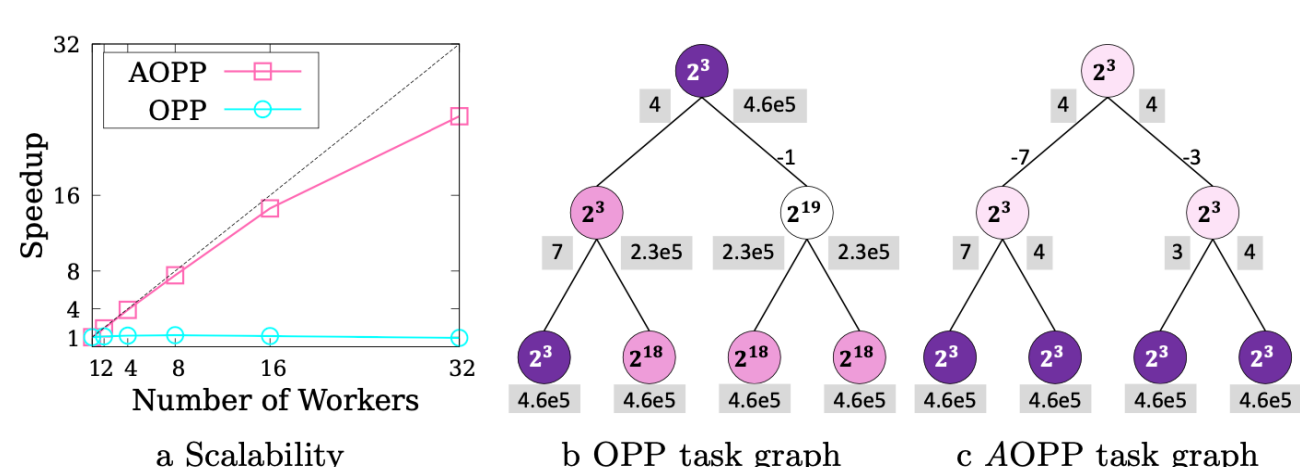 32
16
8
4
1
Speedup
AOPP
OPP
1 2 4 8 16 32
Number of Workers
a Scalability
2³
4 4.6e5
-1
2³ 2¹⁹
7 2.3e5 2.3e5 2.3e5
2³ 2¹⁸ 2¹⁸ 2¹⁸
4.6e5 4.6e5 4.6e5 4.6e5
b OPP task graph
2³
4 4
-7 -3
2³ 2³
7 4 3 4
2³ 2³ 2³ 2³
4.6e5 4.6e5 4.6e5 4.6e5
c AOPP task graph